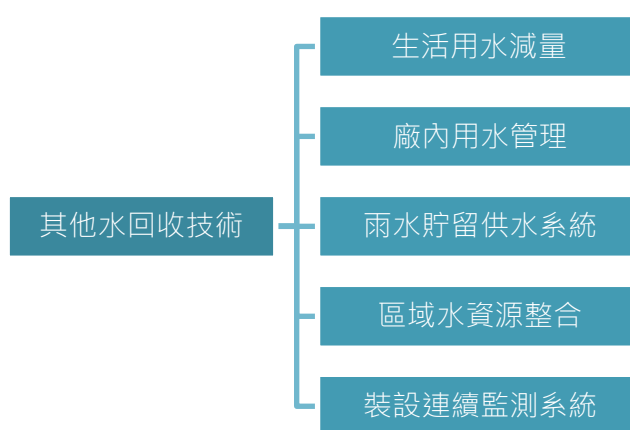 生活用水減量
廠內用水管理
其他水回收技術
雨水貯留供水系統
區域水資源整合
裝設連續監測系統